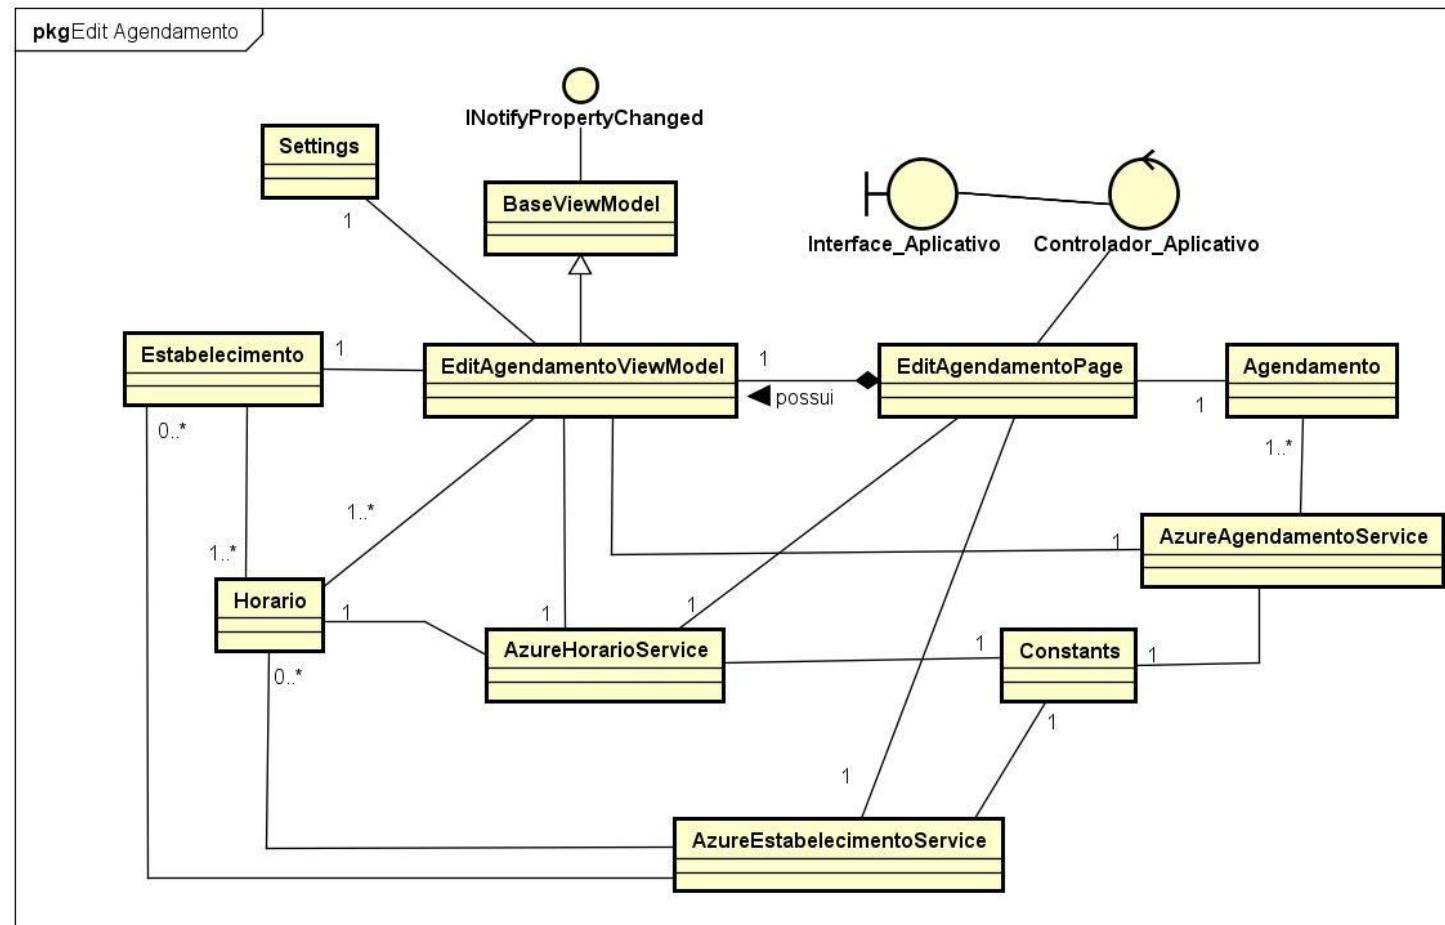 pkgEdit Agendamento
INotifyPropertyChanged
Settings
1
BaseViewModel
Interface_Aplicativo
Controlador_Aplicativo
Estabelecimento
1
EditAgendamentoViewModel
1
possui
EditAgendamentoPage
1
Agendamento
0..*
1..*
1..*
1..*
1
AzureAgendamentoService
Horario
1
1
1
AzureHorarioService
1
Constants
1
0..*
1
1
AzureEstabelecimentoService